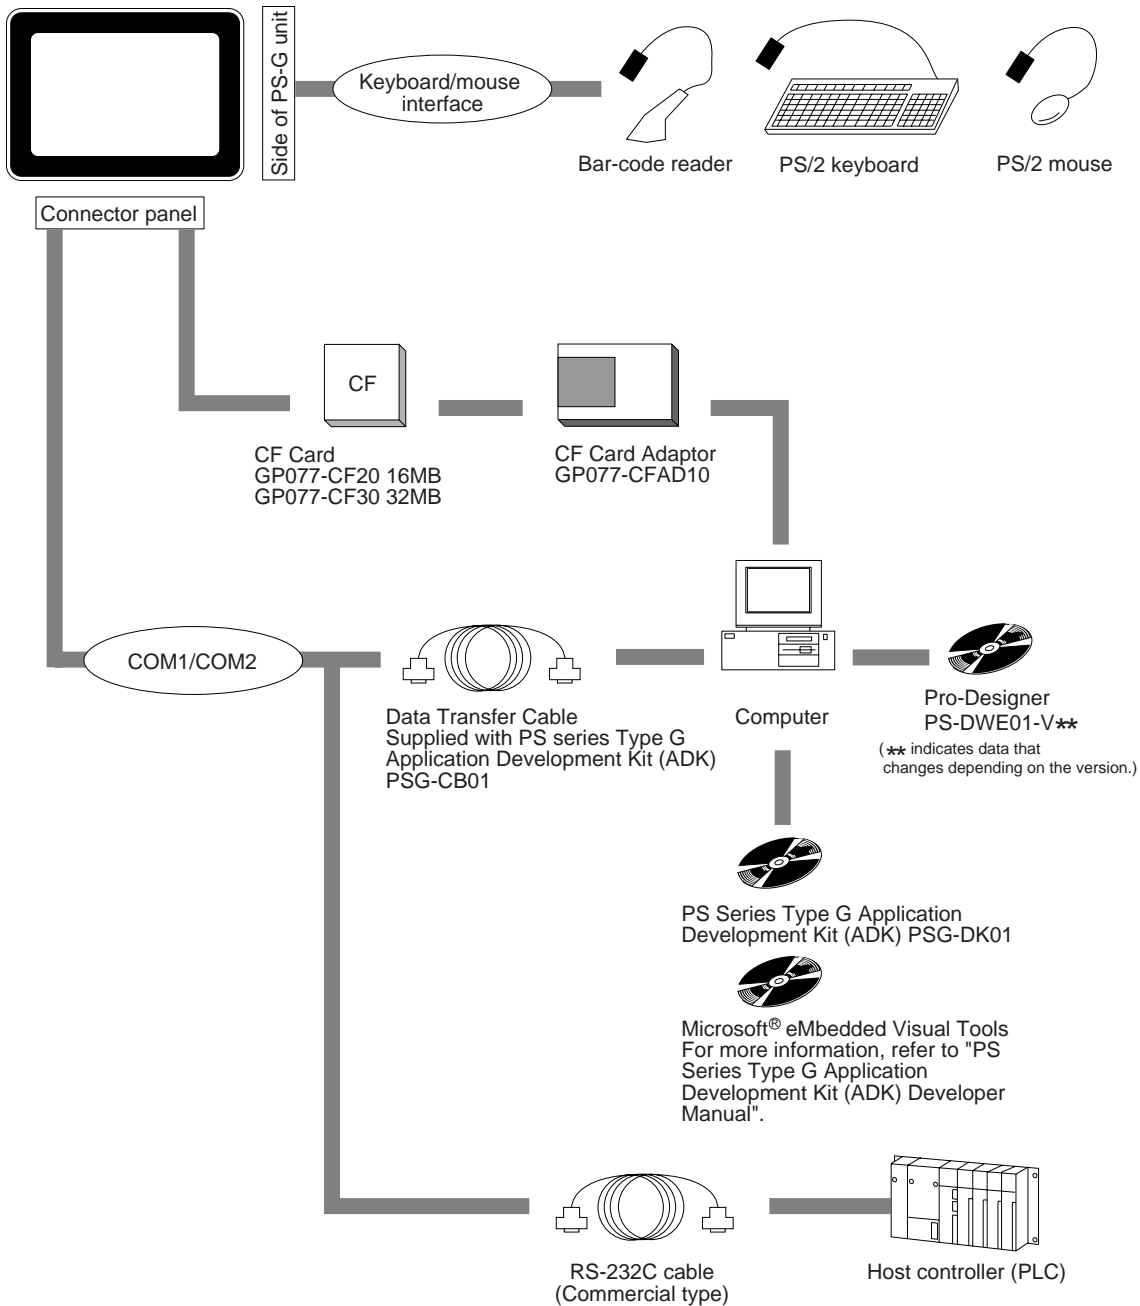 Side of PS-G unit
Keyboard/mouse
interface
Bar-code reader
PS/2 keyboard
PS/2 mouse
Connector panel
CF
CF Card
GP077-CF20 16MB
GP077-CF30 32MB
CF Card Adaptor
GP077-CFAD10
COM1/COM2
Data Transfer Cable
Supplied with PS series Type G
Application Development Kit (ADK)
PSG-CB01
Computer
Pro-Designer
PS-DWE01-V**
( ** indicates data that
changes depending on the version.)
PS Series Type G Application
Development Kit (ADK) PSG-DK01
Microsoft® eMbedded Visual Tools
For more information, refer to "PS
Series Type G Application
Development Kit (ADK) Developer
Manual".
RS-232C cable
(Commercial type)
Host controller (PLC)